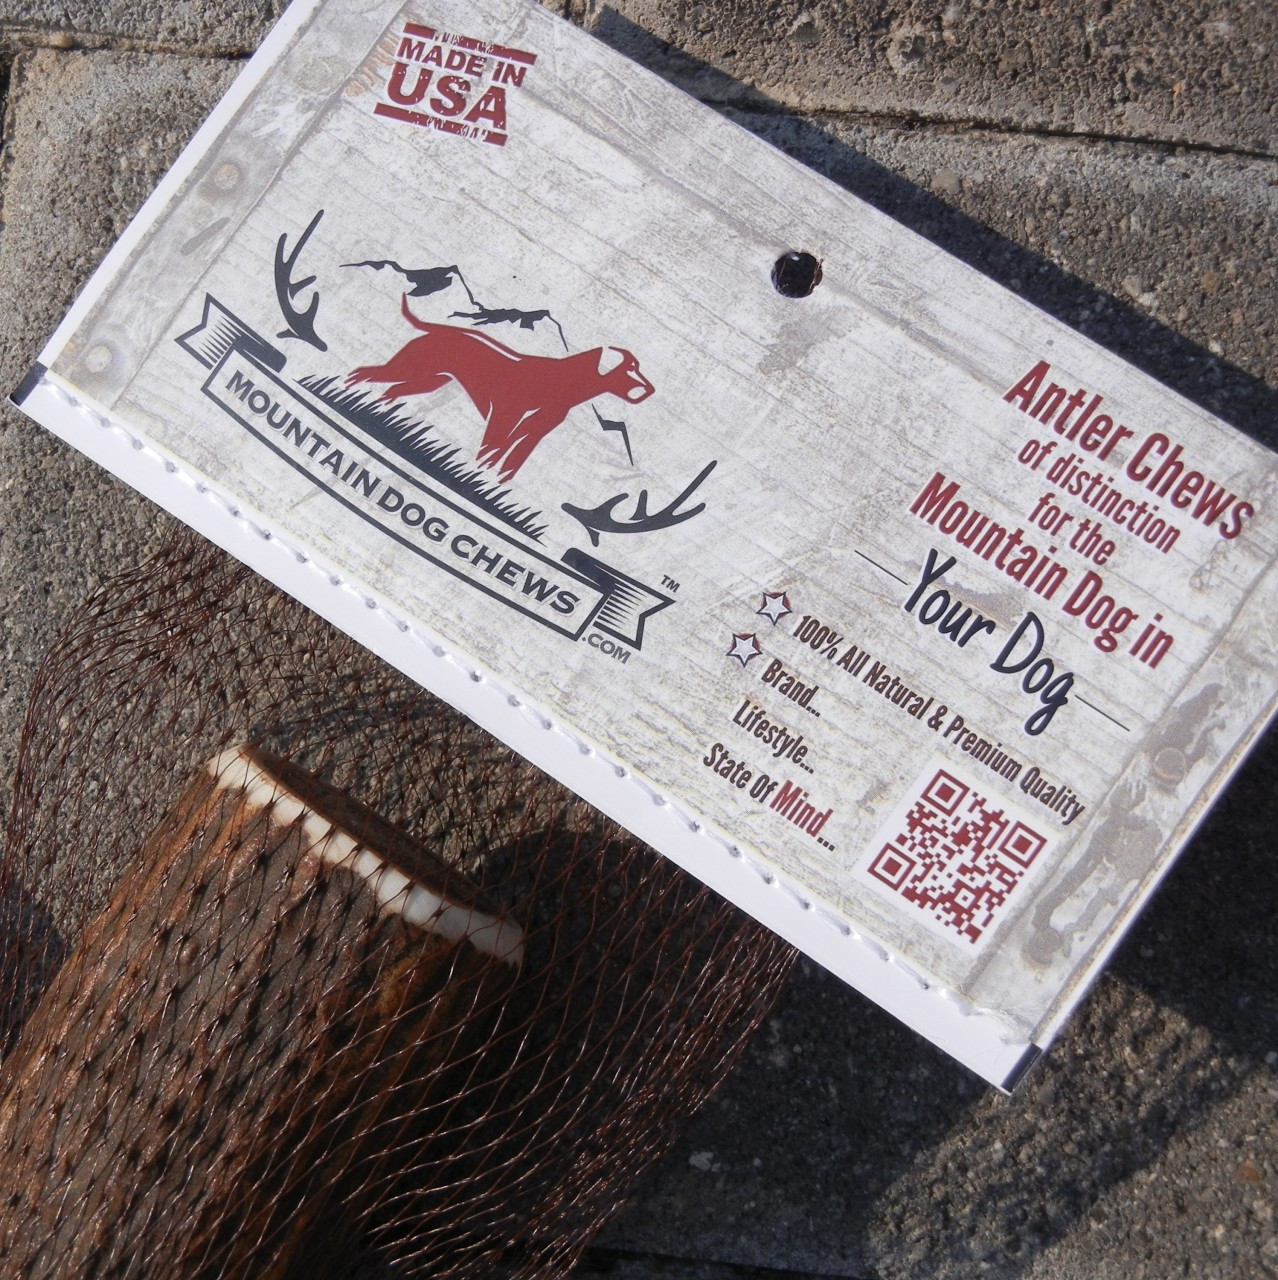 MADE IN
USA
MOUNTAIN DOG CHEWS
TM
.COM
Antler Chews
of distinction
for the
Mountain Dog in
Your Dog
100% All Natural & Premium Quality
Brand...
Lifestyle...
State Of Mind...